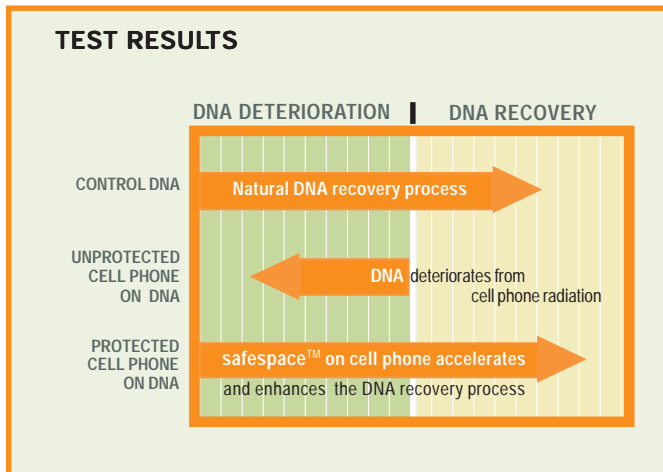 TEST RESULTS
DNA DETERIORATION
DNA RECOVERY
CONTROL DNA
Natural DNA recovery process
UNPROTECTED
CELL PHONE
ON DNA
DNA deteriorates from
cell phone radiation
PROTECTED
CELL PHONE
ON DNA
safespace™ on cell phone accelerates
and enhances the DNA recovery process